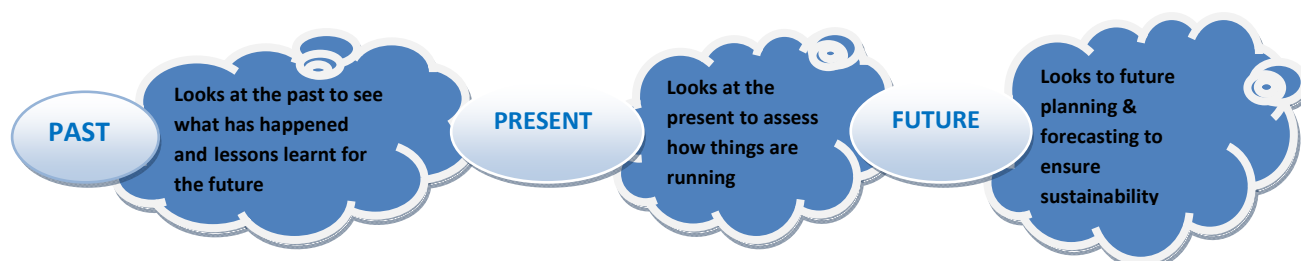 PAST
Looks at the past to see
what has happened
and lessons learnt for
the future
PRESENT
Looks at the
present to assess
how things are
running
FUTURE
Looks to future
planning &
forecasting to
ensure
sustainability